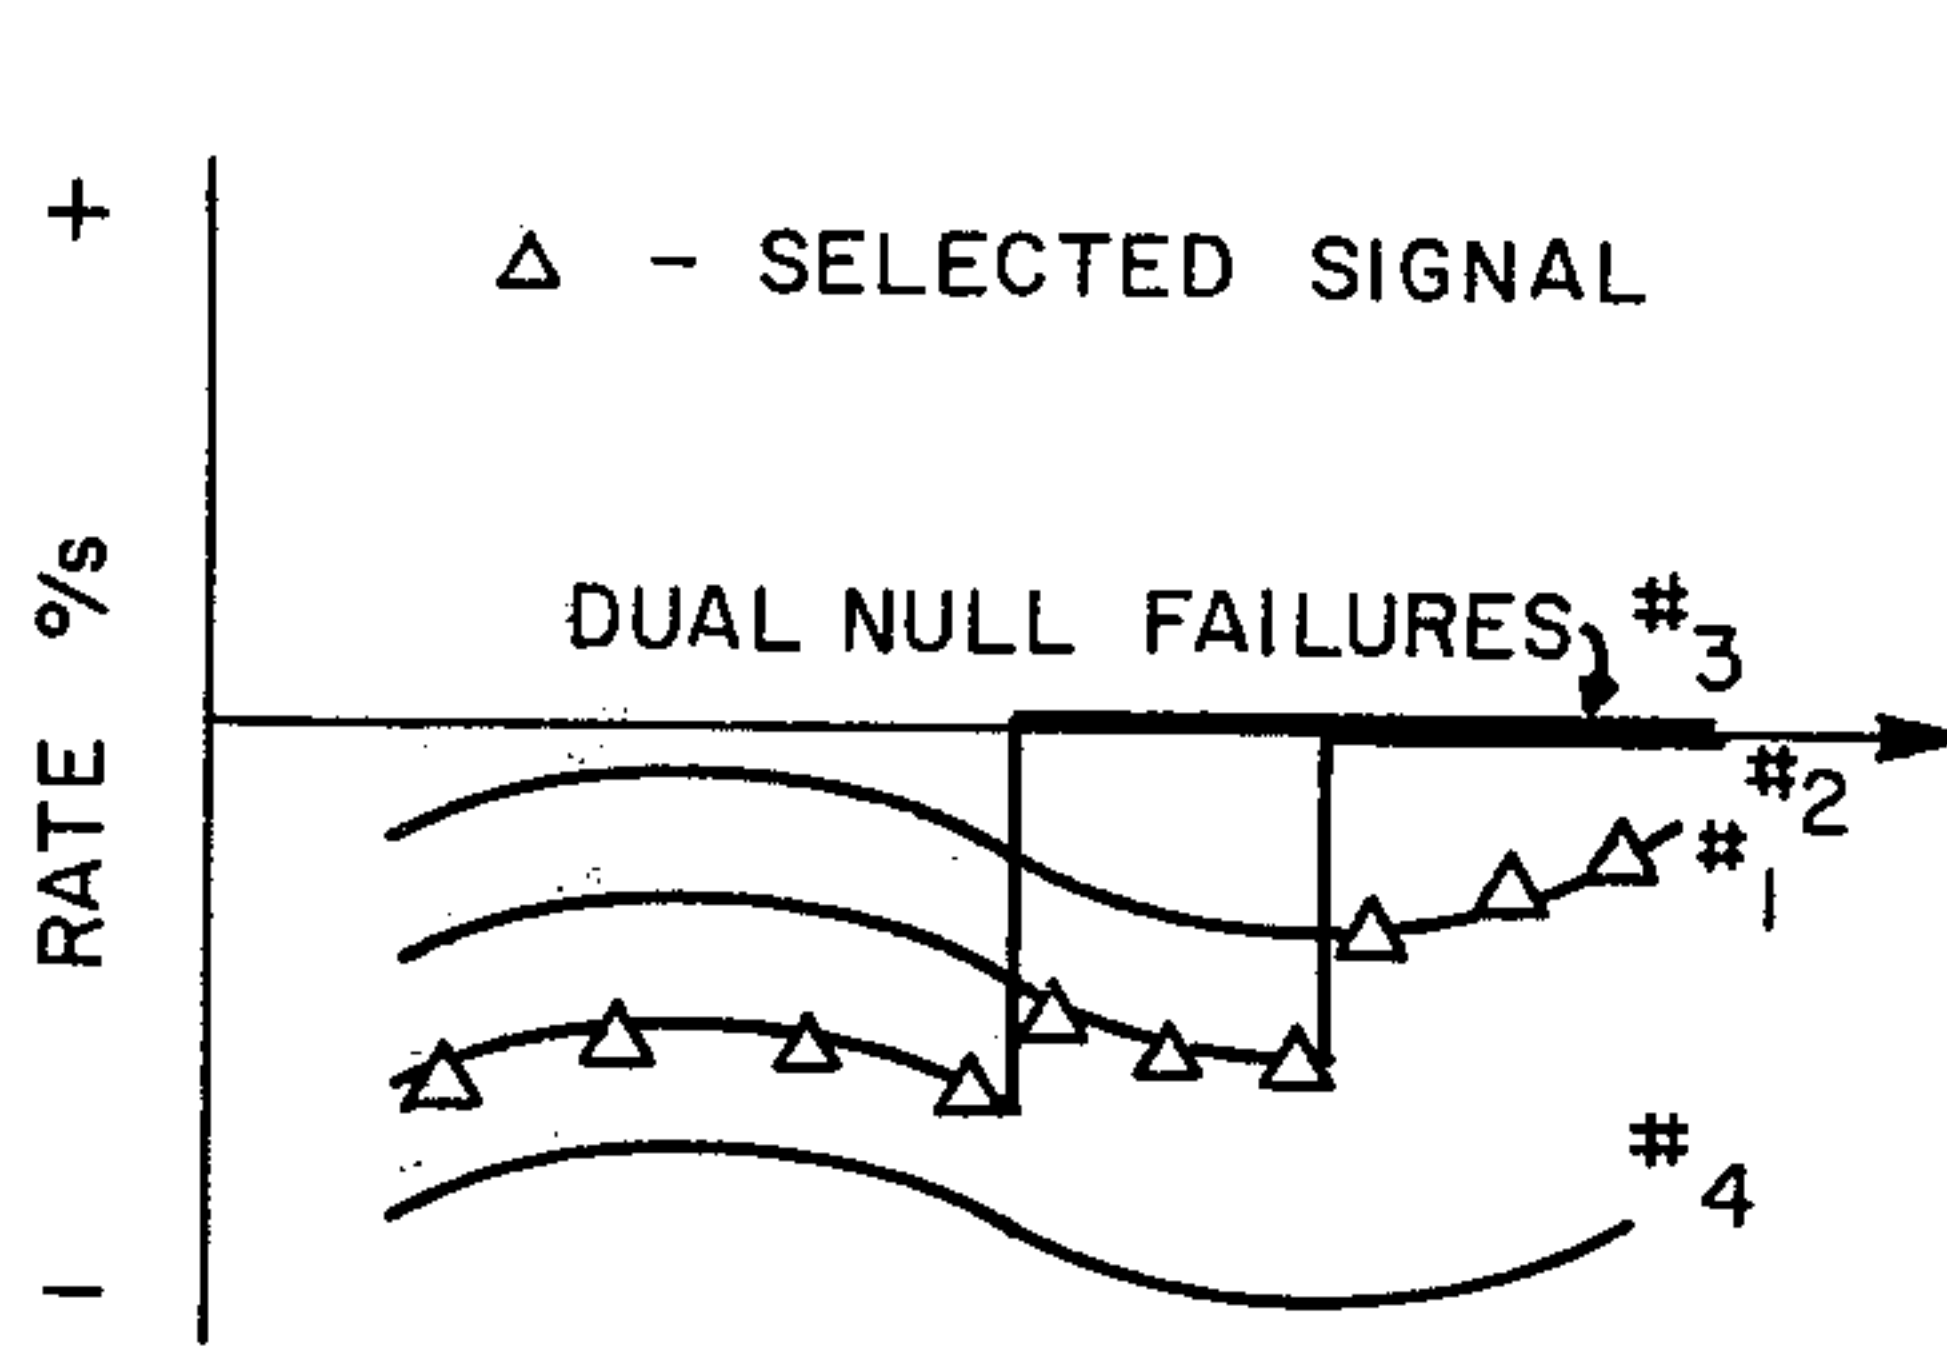 +
△ - SELECTED SIGNAL
RATE %s
DUAL NULL FAILURES
#3
#2
#1
#4
-